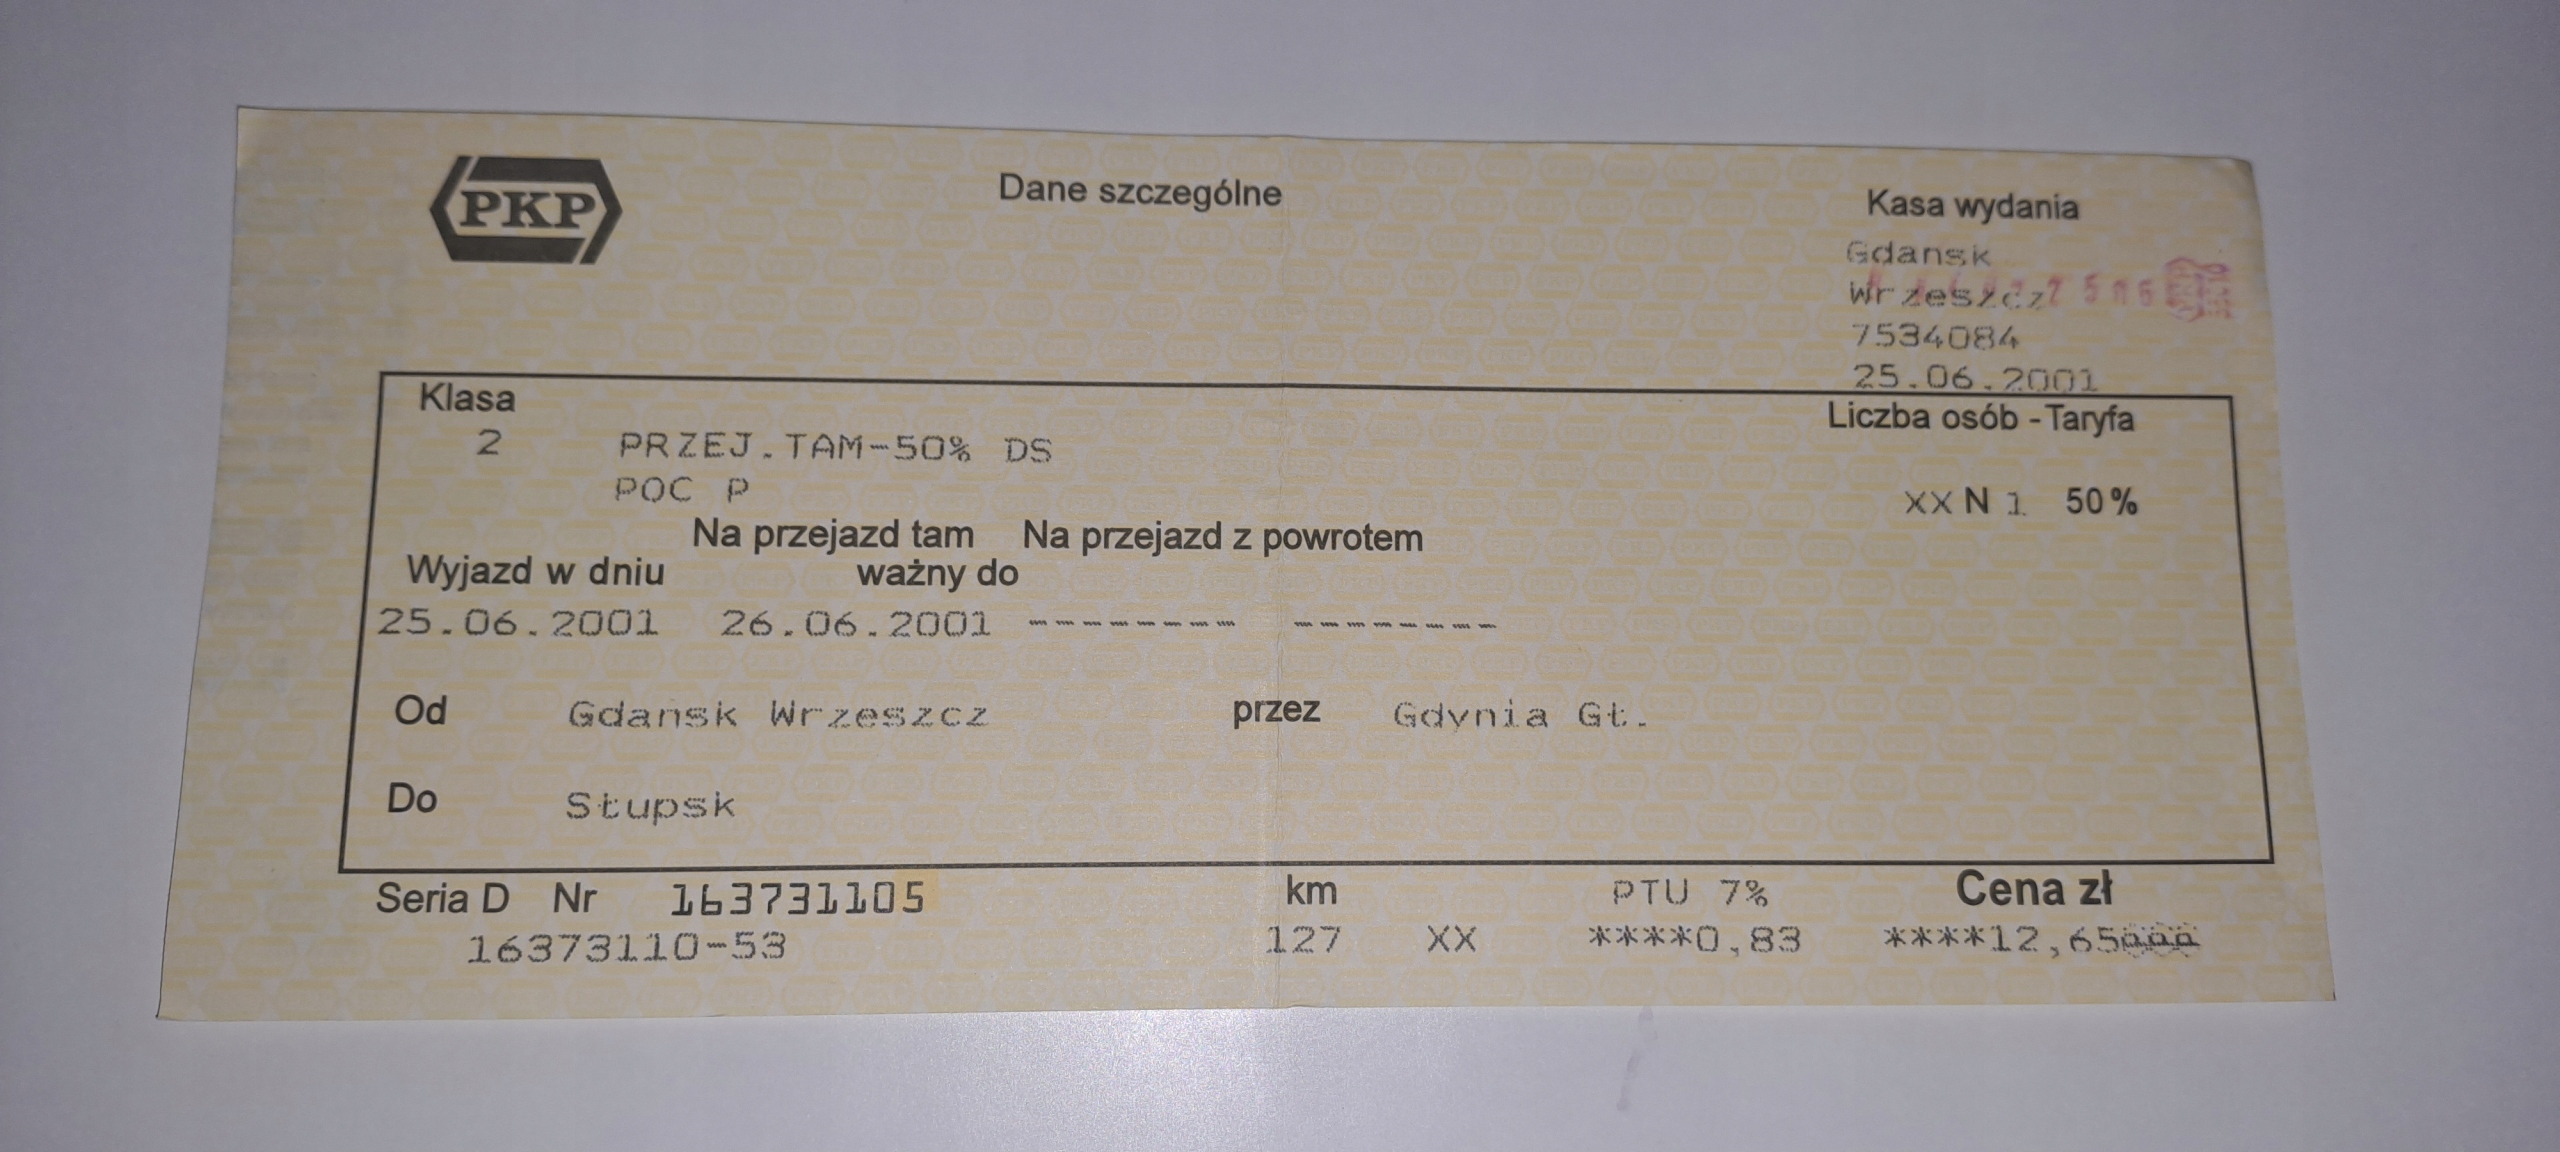 PKP
Dane szczególne
Kasa wydania
Gdansk
Wrzeszcz
7534084
25.06.2001
Klasa
Liczba osób - Taryfa
2 PRZEJ.TAM-50% DS
POC P
XX N 1 50%
Na przejazd tam Na przejazd z powrotem
Wyjazd w dniu ważny do
25.06.2001 26.06.2001 -------- --------
Od Gdańsk Wrzeszcz przez Gdynia Gł.
Do Słupsk
Seria D Nr 163731105 km PTU 7% Cena zł
16373110-53 127 XX ****0,83 ****12,65